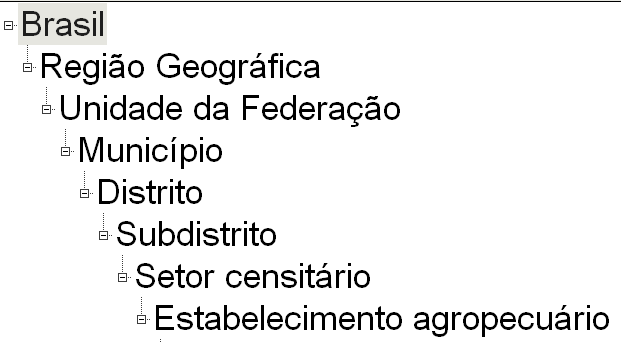 Brasil
Região Geográfica
Unidade da Federação
Município
Distrito
Subdistrito
Setor censitário
Estabelecimento agropecuário